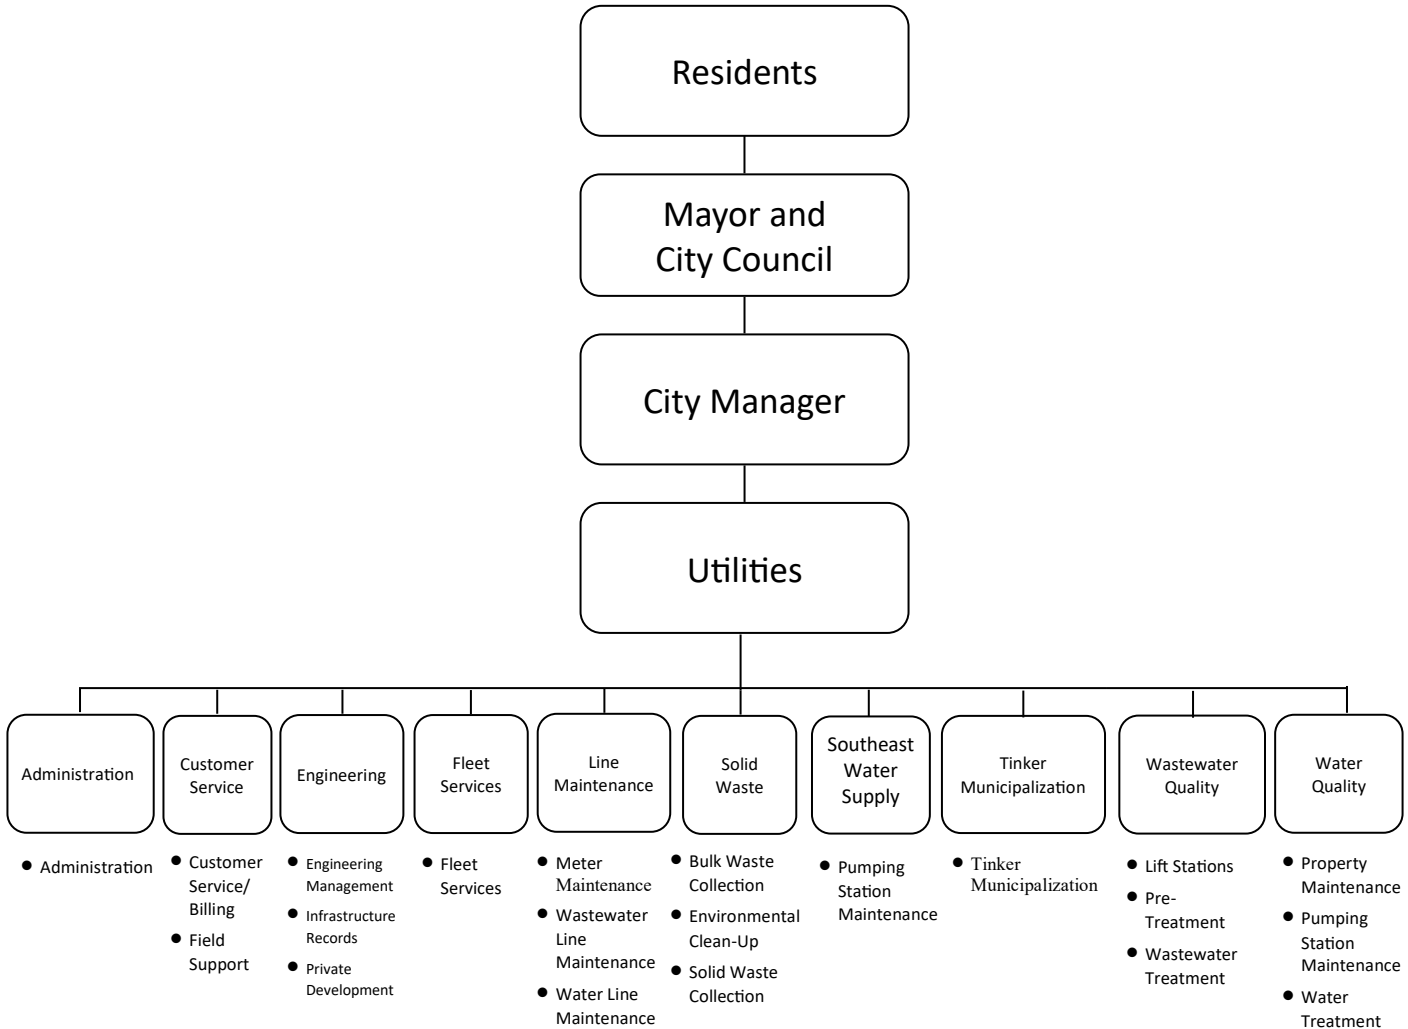 Residents
Mayor and
City Council
City Manager
Utilities
Administration
Customer
Service
Engineering
Fleet
Services
Line
Maintenance
Solid
Waste
Southeast
Water
Supply
Tinker
Municipalization
Wastewater
Quality
Water
Quality
● Administration
● Customer
Service/
Billing
● Field
Support
● Engineering
Management
● Infrastructure
Records
● Private
Development
● Fleet
Services
● Meter
Maintenance
● Wastewater
Line
Maintenance
● Water Line
Maintenance
● Bulk Waste
Collection
● Environmental
Clean-Up
● Solid Waste
Collection
● Pumping
Station
Maintenance
● Tinker
Municipalization
● Lift Stations
● Pre-
Treatment
● Wastewater
Treatment
● Property
Maintenance
● Pumping
Station
Maintenance
● Water
Treatment